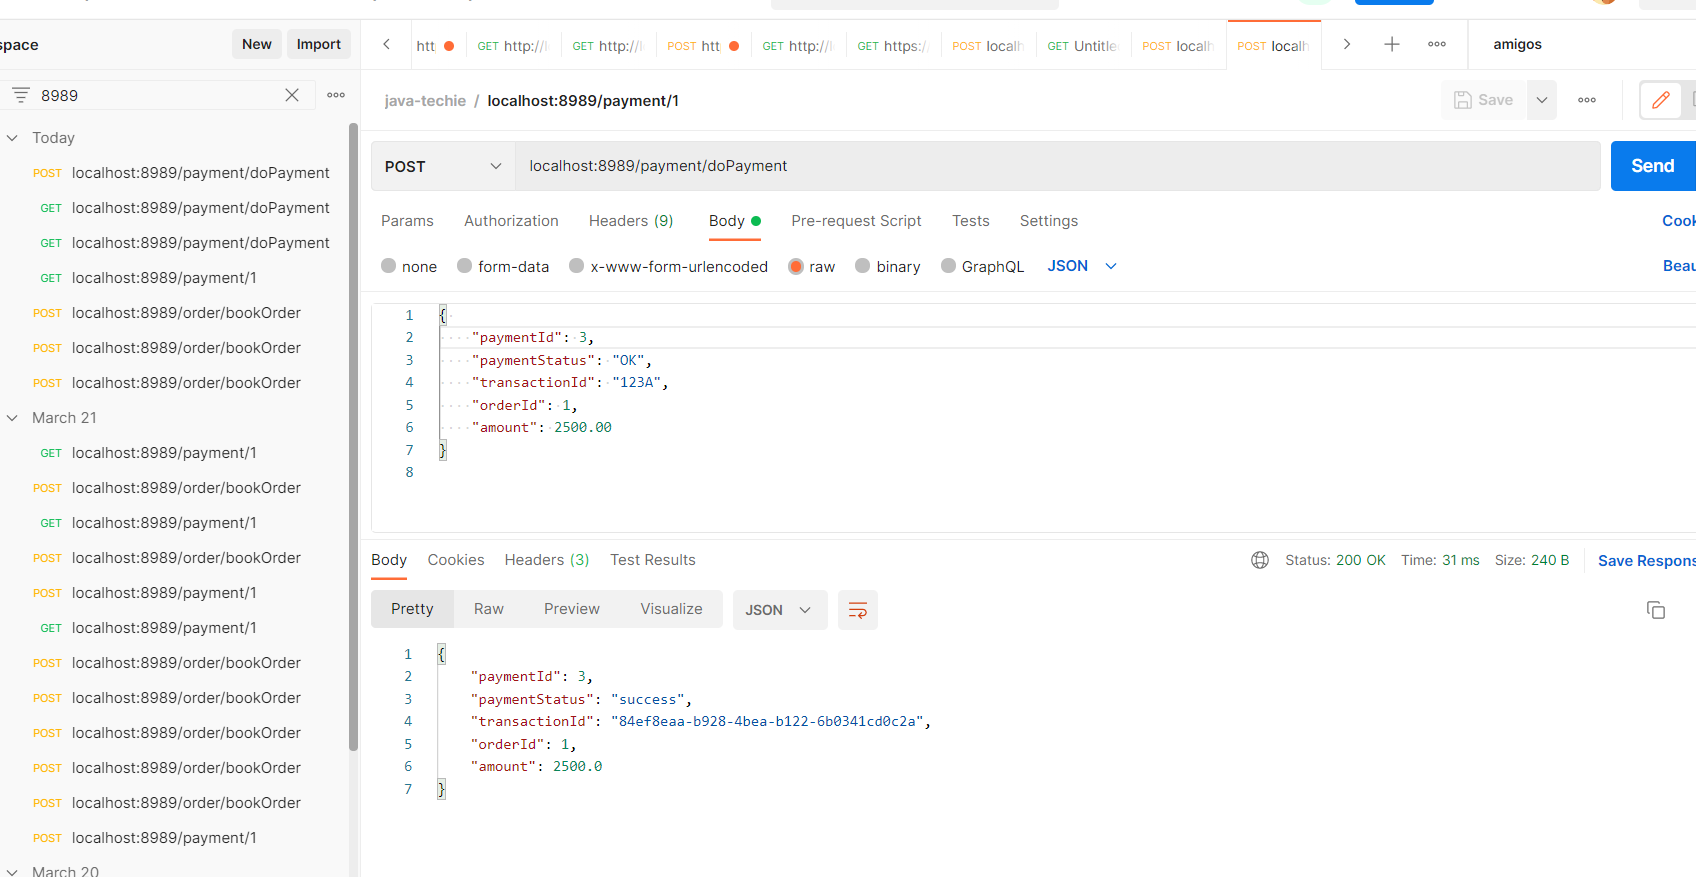 space New Import
htt GET http://l GET http:// POST htt GET http://l GET https:/ POST localh GET Untitle POST localh POST localh amigos
8989
java-techie / localhost:8989/payment/1 Save
Today
POST localhost:8989/payment/doPayment
GET localhost:8989/payment/doPayment
GET localhost:8989/payment/doPayment
GET localhost:8989/payment/1
POST localhost:8989/order/bookOrder
POST localhost:8989/order/bookOrder
POST localhost:8989/order/bookOrder
March 21
GET localhost:8989/payment/1
POST localhost:8989/order/bookOrder
GET localhost:8989/payment/1
POST localhost:8989/order/bookOrder
POST localhost:8989/payment/1
GET localhost:8989/payment/1
POST localhost:8989/order/bookOrder
POST localhost:8989/order/bookOrder
POST localhost:8989/order/bookOrder
POST localhost:8989/order/bookOrder
POST localhost:8989/order/bookOrder
POST localhost:8989/payment/1
March 20
POST localhost:8989/payment/doPayment Send
Params Authorization Headers (9) Body Pre-request Script Tests Settings Cook
none form-data x-www-form-urlencoded raw binary GraphQL JSON Beau
1 {
2 "paymentId": 3,
3 "paymentStatus": "OK",
4 "transactionId": "123A",
5 "orderId": 1,
6 "amount": 2500.00
7 }
8
Body Cookies Headers (3) Test Results Status: 200 OK Time: 31 ms Size: 240 B Save Respons
Pretty Raw Preview Visualize JSON
1 {
2 "paymentId": 3,
3 "paymentStatus": "success",
4 "transactionId": "84ef8eaa-b928-4bea-b122-6b0341cd0c2a",
5 "orderId": 1,
6 "amount": 2500.0
7 }